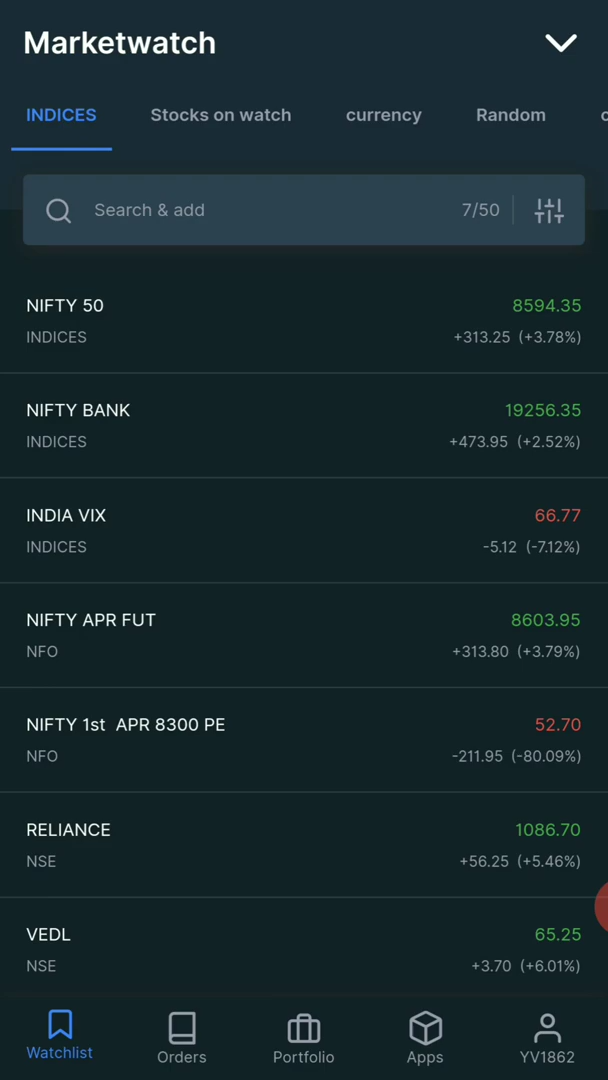 Marketwatch
INDICES Stocks on watch currency Random
Search & add 7/50
NIFTY 50 8594.35
INDICES +313.25 (+3.78%)
NIFTY BANK 19256.35
INDICES +473.95 (+2.52%)
INDIA VIX 66.77
INDICES -5.12 (-7.12%)
NIFTY APR FUT 8603.95
NFO +313.80 (+3.79%)
NIFTY 1st APR 8300 PE 52.70
NFO -211.95 (-80.09%)
RELIANCE 1086.70
NSE +56.25 (+5.46%)
VEDL 65.25
NSE +3.70 (+6.01%)
Watchlist Orders Portfolio Apps YV1862